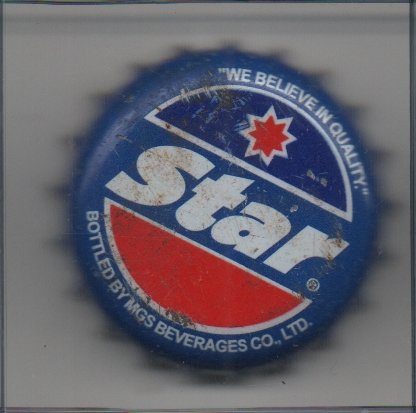 "WE BELIEVE IN QUALITY."
Star
®
BOTTLED BY MGS BEVERAGES CO., LTD.